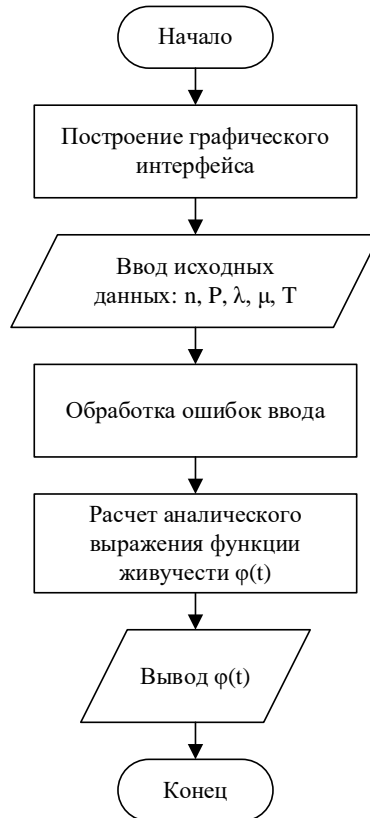 Начало
Построение графического
интерфейса
Ввод исходных
данных: n, P, λ, μ, T
Обработка ошибок ввода
Расчет аналического
выражения функции
живучести φ(t)
Вывод φ(t)
Конец